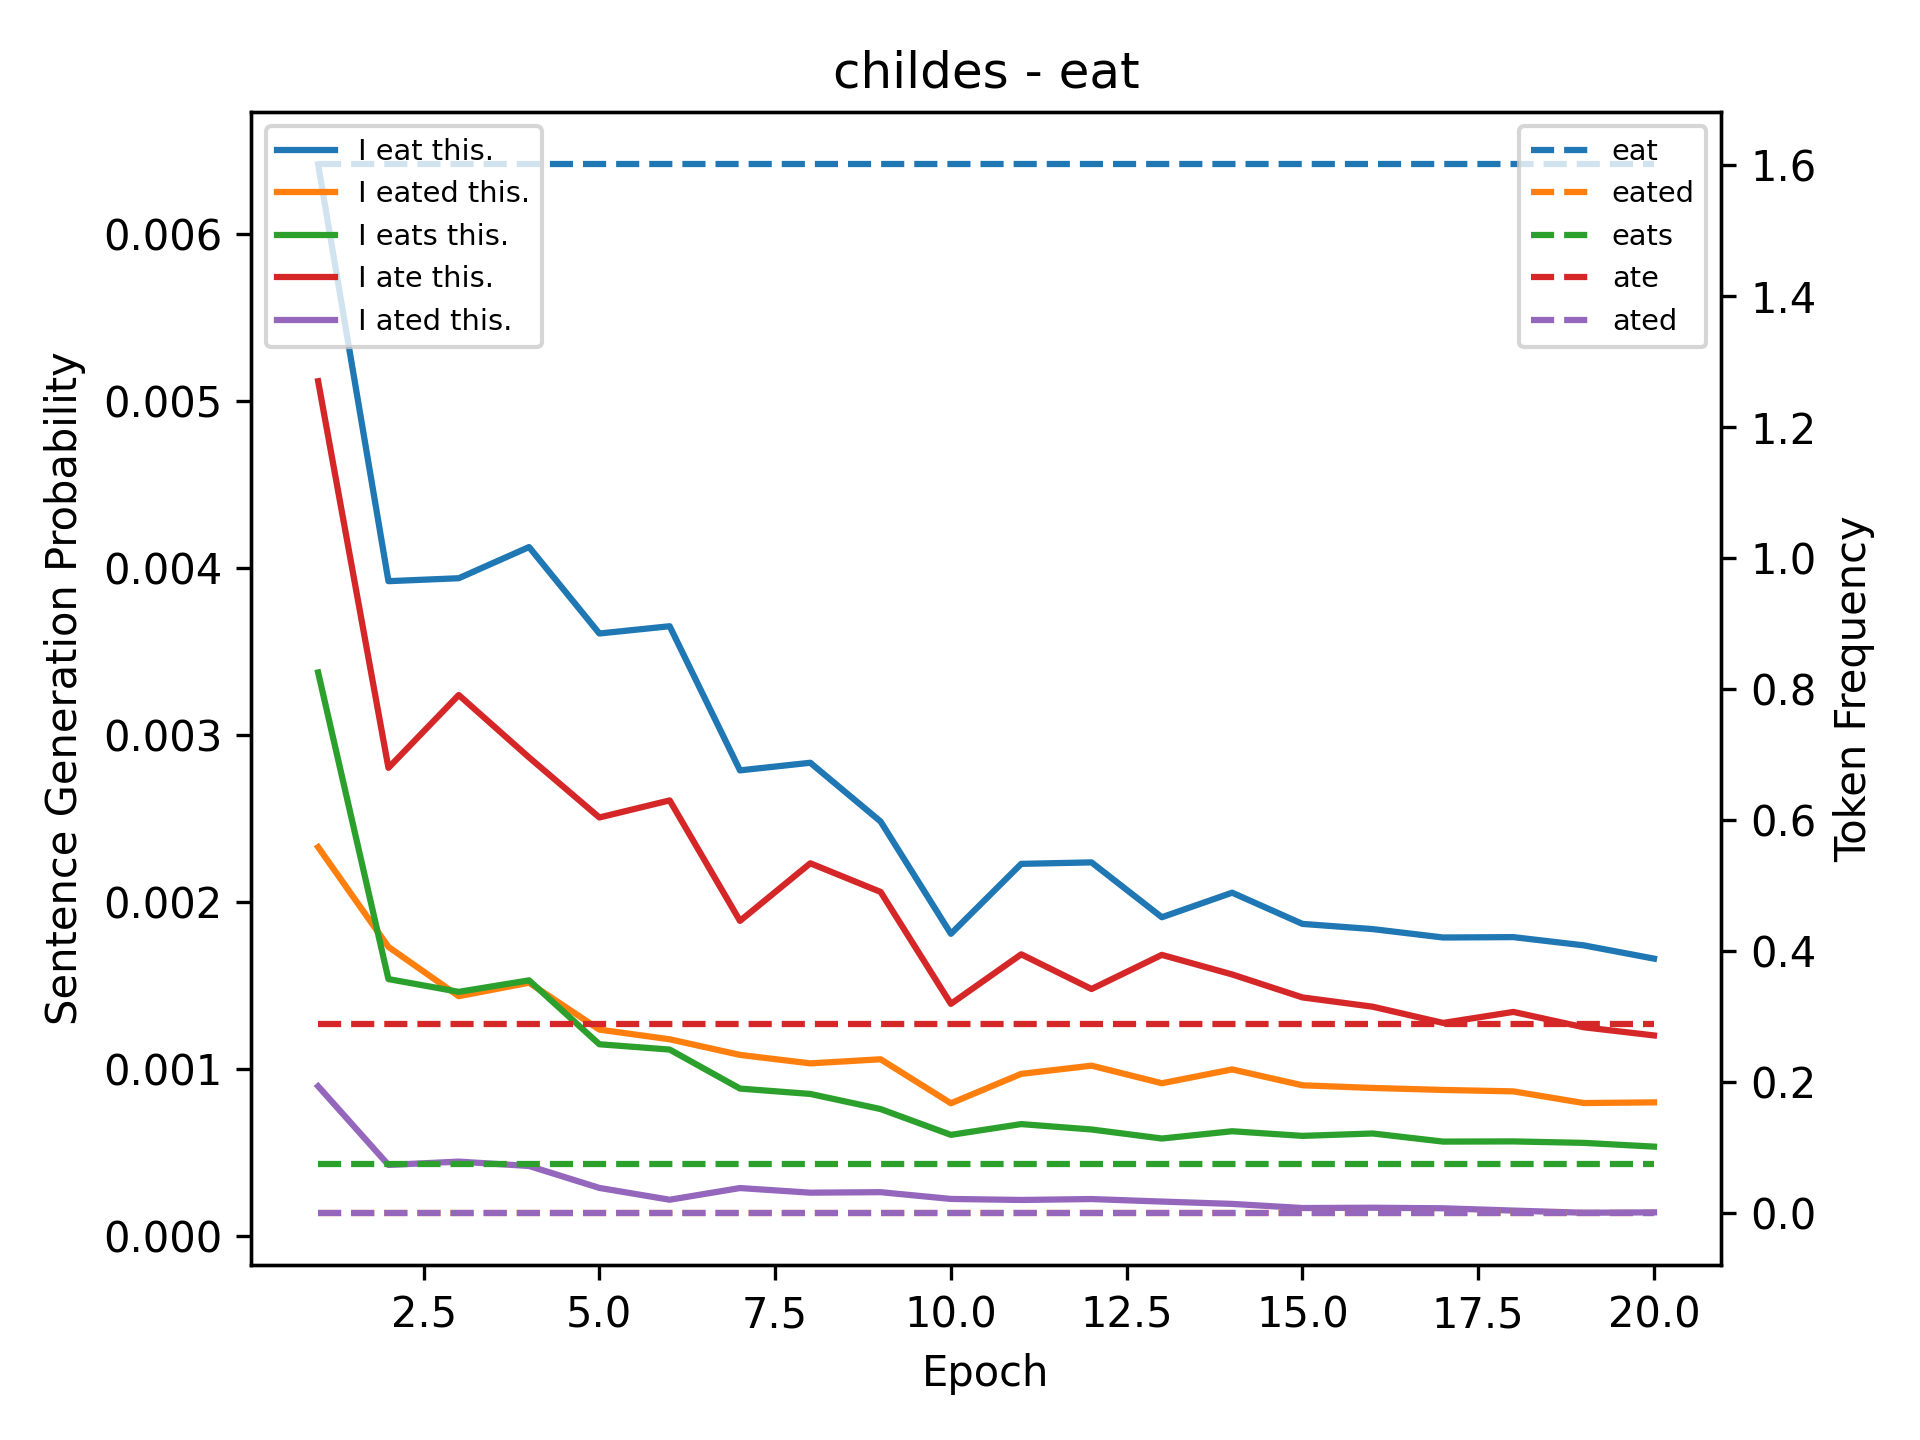 childes - eat
I eat this.
I eated this.
I eats this.
I ate this.
I ated this.
eat
eated
eats
ate
ated
Sentence Generation Probability
0.006
0.005
0.004
0.003
0.002
0.001
0.000
1.6
1.4
1.2
1.0
0.8
0.6
0.4
0.2
0.0
Token Frequency
2.5 5.0 7.5 10.0 12.5 15.0 17.5 20.0
Epoch